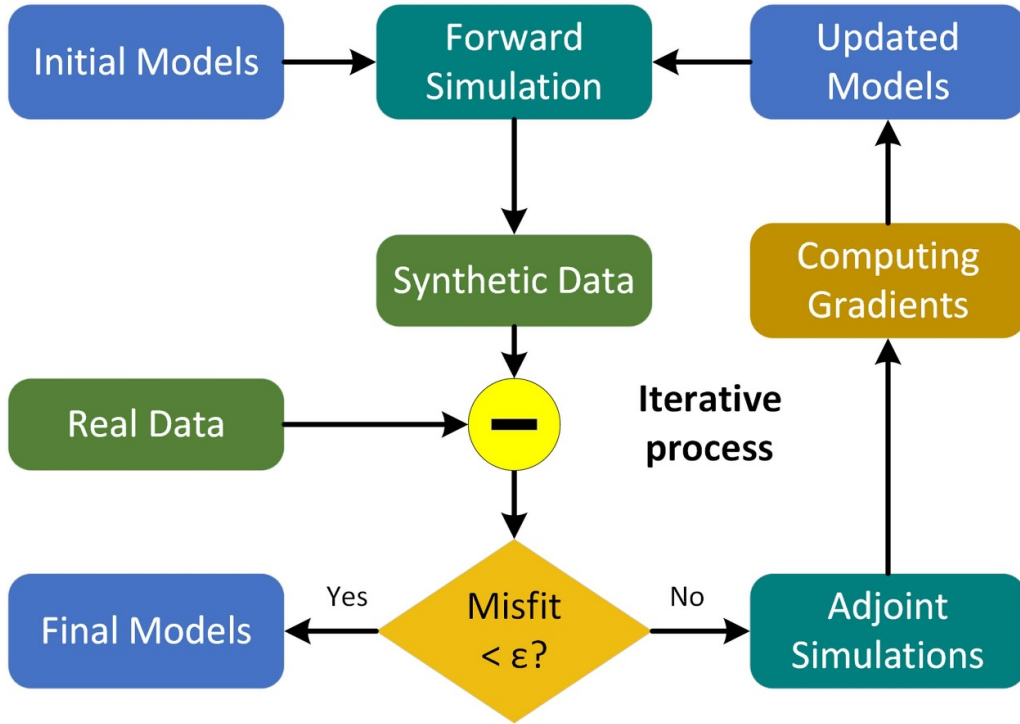 Initial Models
Forward
Simulation
Updated
Models
Synthetic Data
Computing
Gradients
Real Data
Iterative
process
Final Models
Yes
Misfit
< ε?
No
Adjoint
Simulations